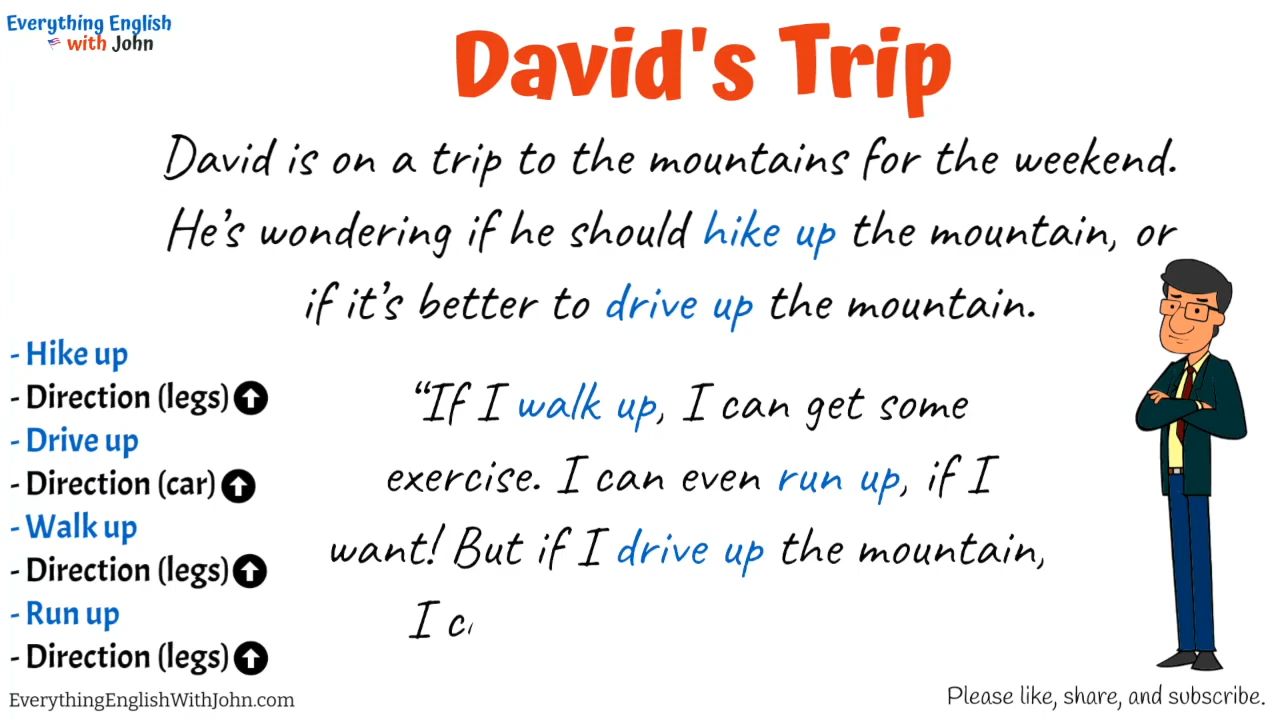 Everything English
with John
David's Trip
David is on a trip to the mountains for the weekend.
He's wondering if he should hike up the mountain, or
if it's better to drive up the mountain.
- Hike up
- Direction (legs)
- Drive up
- Direction (car)
- Walk up
- Direction (legs)
- Run up
- Direction (legs)
“If I walk up, I can get some
exercise. I can even run up, if I
want! But if I drive up the mountain,
I
EverythingEnglishWithJohn.com
Please like, share, and subscribe.